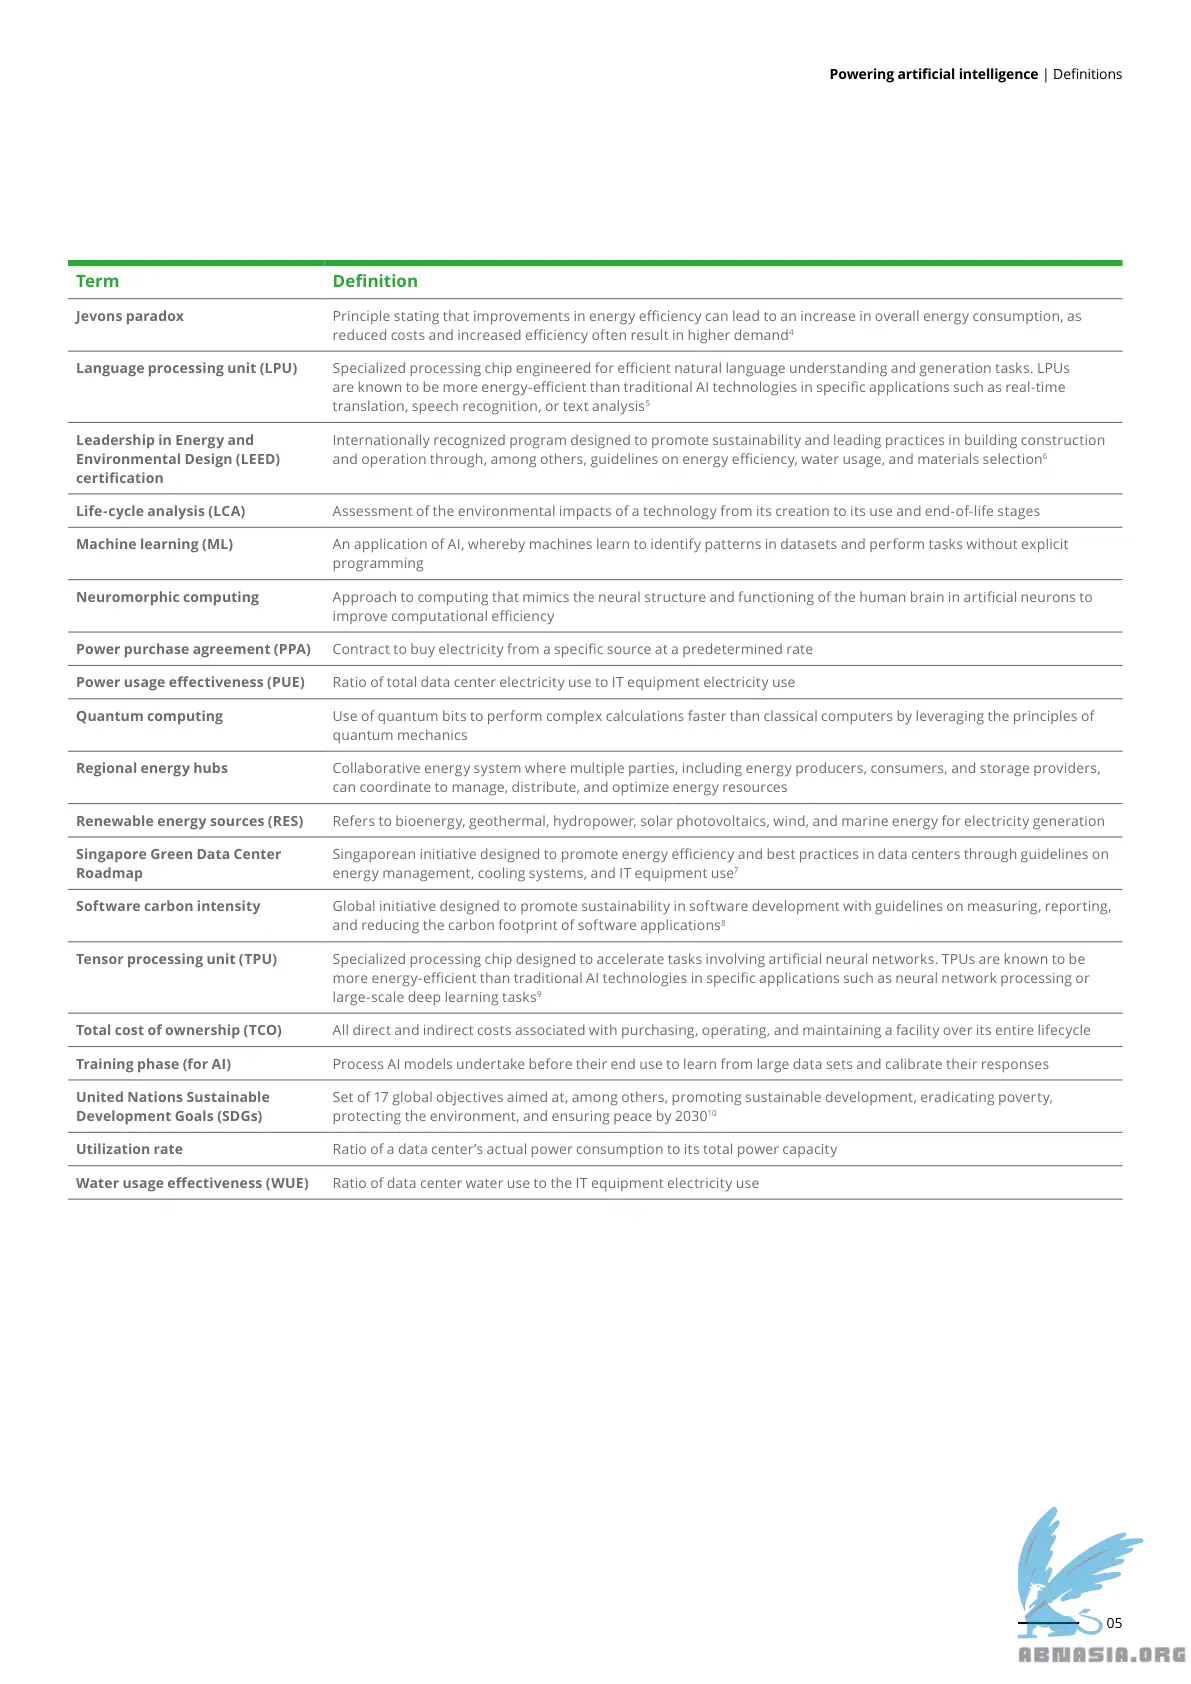 Powering artificial intelligence | Definitions
Term Definition
Jevons paradox Principle stating that improvements in energy efficiency can lead to an increase in overall energy consumption, as
reduced costs and increased efficiency often result in higher demand⁴
Language processing unit (LPU) Specialized processing chip engineered for efficient natural language understanding and generation tasks. LPUs
are known to be more energy-efficient than traditional AI technologies in specific applications such as real-time
translation, speech recognition, or text analysis⁵
Leadership in Energy and Internationally recognized program designed to promote sustainability and leading practices in building construction
Environmental Design (LEED) and operation through, among others, guidelines on energy efficiency, water usage, and materials selection⁶
certification
Life-cycle analysis (LCA) Assessment of the environmental impacts of a technology from its creation to its use and end-of-life stages
Machine learning (ML) An application of AI, whereby machines learn to identify patterns in datasets and perform tasks without explicit
programming
Neuromorphic computing Approach to computing that mimics the neural structure and functioning of the human brain in artificial neurons to
improve computational efficiency
Power purchase agreement (PPA) Contract to buy electricity from a specific source at a predetermined rate
Power usage effectiveness (PUE) Ratio of total data center electricity use to IT equipment electricity use
Quantum computing Use of quantum bits to perform complex calculations faster than classical computers by leveraging the principles of
quantum mechanics
Regional energy hubs Collaborative energy system where multiple parties, including energy producers, consumers, and storage providers,
can coordinate to manage, distribute, and optimize energy resources
Renewable energy sources (RES) Refers to bioenergy, geothermal, hydropower, solar photovoltaics, wind, and marine energy for electricity generation
Singapore Green Data Center Singaporean initiative designed to promote energy efficiency and best practices in data centers through guidelines on
Roadmap energy management, cooling systems, and IT equipment use⁷
Software carbon intensity Global initiative designed to promote sustainability in software development with guidelines on measuring, reporting,
and reducing the carbon footprint of software applications⁸
Tensor processing unit (TPU) Specialized processing chip designed to accelerate tasks involving artificial neural networks. TPUs are known to be
more energy-efficient than traditional AI technologies in specific applications such as neural network processing or
large-scale deep learning tasks⁹
Total cost of ownership (TCO) All direct and indirect costs associated with purchasing, operating, and maintaining a facility over its entire lifecycle
Training phase (for AI) Process AI models undertake before their end use to learn from large data sets and calibrate their responses
United Nations Sustainable Set of 17 global objectives aimed at, among others, promoting sustainable development, eradicating poverty,
Development Goals (SDGs) protecting the environment, and ensuring peace by 2030¹⁰
Utilization rate Ratio of a data center’s actual power consumption to its total power capacity
Water usage effectiveness (WUE) Ratio of data center water use to the IT equipment electricity use
05
ABNASIA.ORG